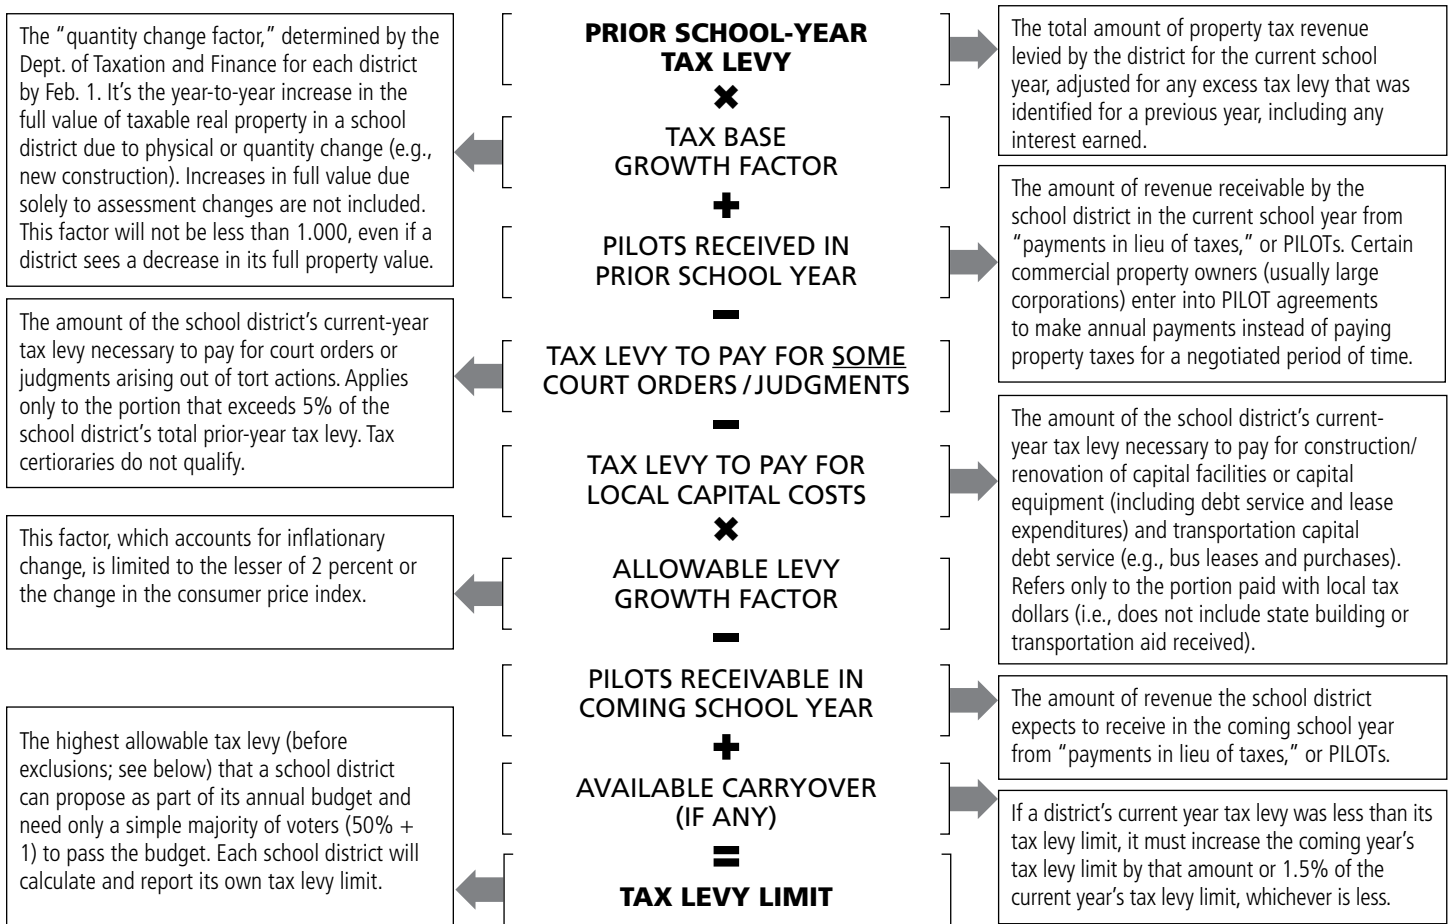 PRIOR SCHOOL-YEAR
TAX LEVY
The total amount of property tax revenue
levied by the district for the current school
year, adjusted for any excess tax levy that was
identified for a previous year, including any
interest earned.
×
The “quantity change factor,” determined by the
Dept. of Taxation and Finance for each district
by Feb. 1. It’s the year-to-year increase in the
full value of taxable real property in a school
district due to physical or quantity change (e.g.,
new construction). Increases in full value due
solely to assessment changes are not included.
This factor will not be less than 1.000, even if a
district sees a decrease in its full property value.
TAX BASE
GROWTH FACTOR
+
PILOTS RECEIVED IN
PRIOR SCHOOL YEAR
The amount of revenue receivable by the
school district in the current school year from
“payments in lieu of taxes,” or PILOTs. Certain
commercial property owners (usually large
corporations) enter into PILOT agreements
to make annual payments instead of paying
property taxes for a negotiated period of time.
–
The amount of the school district’s current-year
tax levy necessary to pay for court orders or
judgments arising out of tort actions. Applies
only to the portion that exceeds 5% of the
school district’s total prior-year tax levy. Tax
certioraries do not qualify.
TAX LEVY TO PAY FOR SOME
COURT ORDERS/JUDGMENTS
–
TAX LEVY TO PAY FOR
LOCAL CAPITAL COSTS
The amount of the school district’s current-
year tax levy necessary to pay for construction/
renovation of capital facilities or capital
equipment (including debt service and lease
expenditures) and transportation capital
debt service (e.g., bus leases and purchases).
Refers only to the portion paid with local tax
dollars (i.e., does not include state building or
transportation aid received).
×
This factor, which accounts for inflationary
change, is limited to the lesser of 2 percent or
the change in the consumer price index.
ALLOWABLE LEVY
GROWTH FACTOR
–
PILOTS RECEIVABLE IN
COMING SCHOOL YEAR
The amount of revenue the school district
expects to receive in the coming school year
from “payments in lieu of taxes,” or PILOTs.
+
AVAILABLE CARRYOVER
(IF ANY)
If a district’s current year tax levy was less than its
tax levy limit, it must increase the coming year’s
tax levy limit by that amount or 1.5% of the
current year’s tax levy limit, whichever is less.
=
The highest allowable tax levy (before
exclusions; see below) that a school district
can propose as part of its annual budget and
need only a simple majority of voters (50% +
1) to pass the budget. Each school district will
calculate and report its own tax levy limit.
TAX LEVY LIMIT